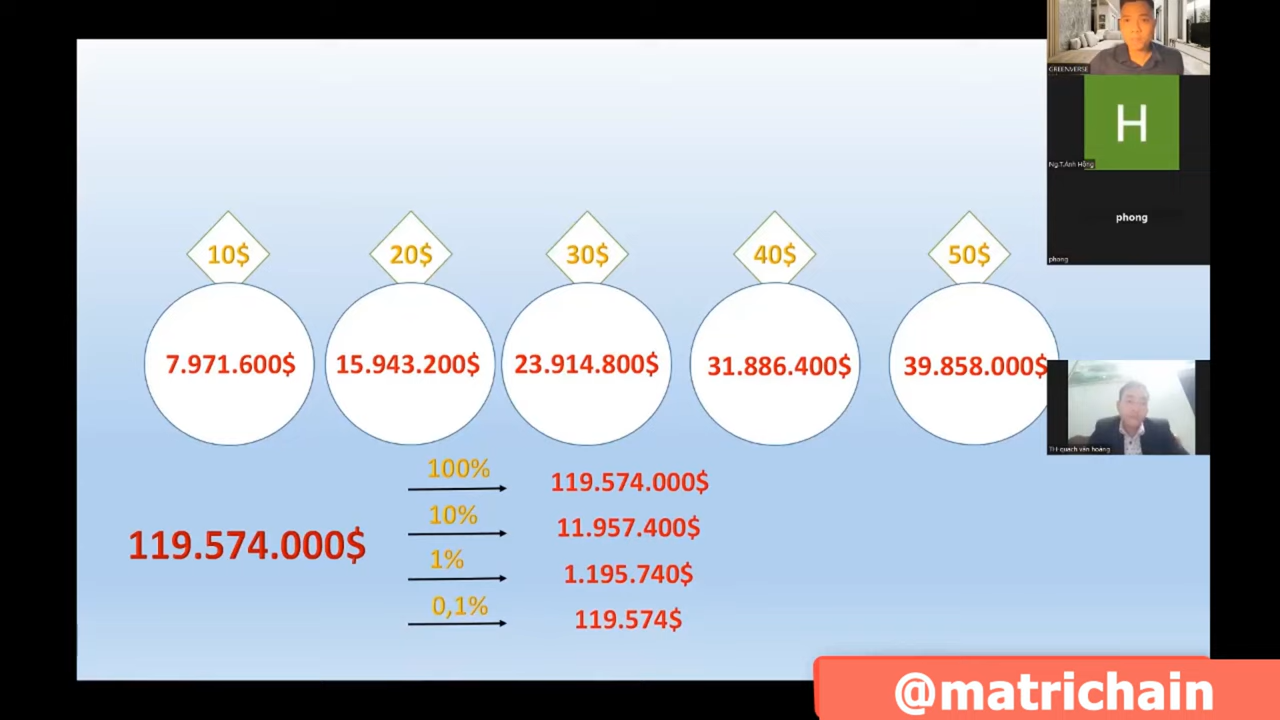 GREENVERSE
H
Ng.T.Ánh Hồng
phong
phong
10$ 20$ 30$ 40$ 50$
7.971.600$ 15.943.200$ 23.914.800$ 31.886.400$ 39.858.000$
TH quach văn hoàng
119.574.000$
100% 119.574.000$
10% 11.957.400$
1% 1.195.740$
0,1% 119.574$
@matrichain